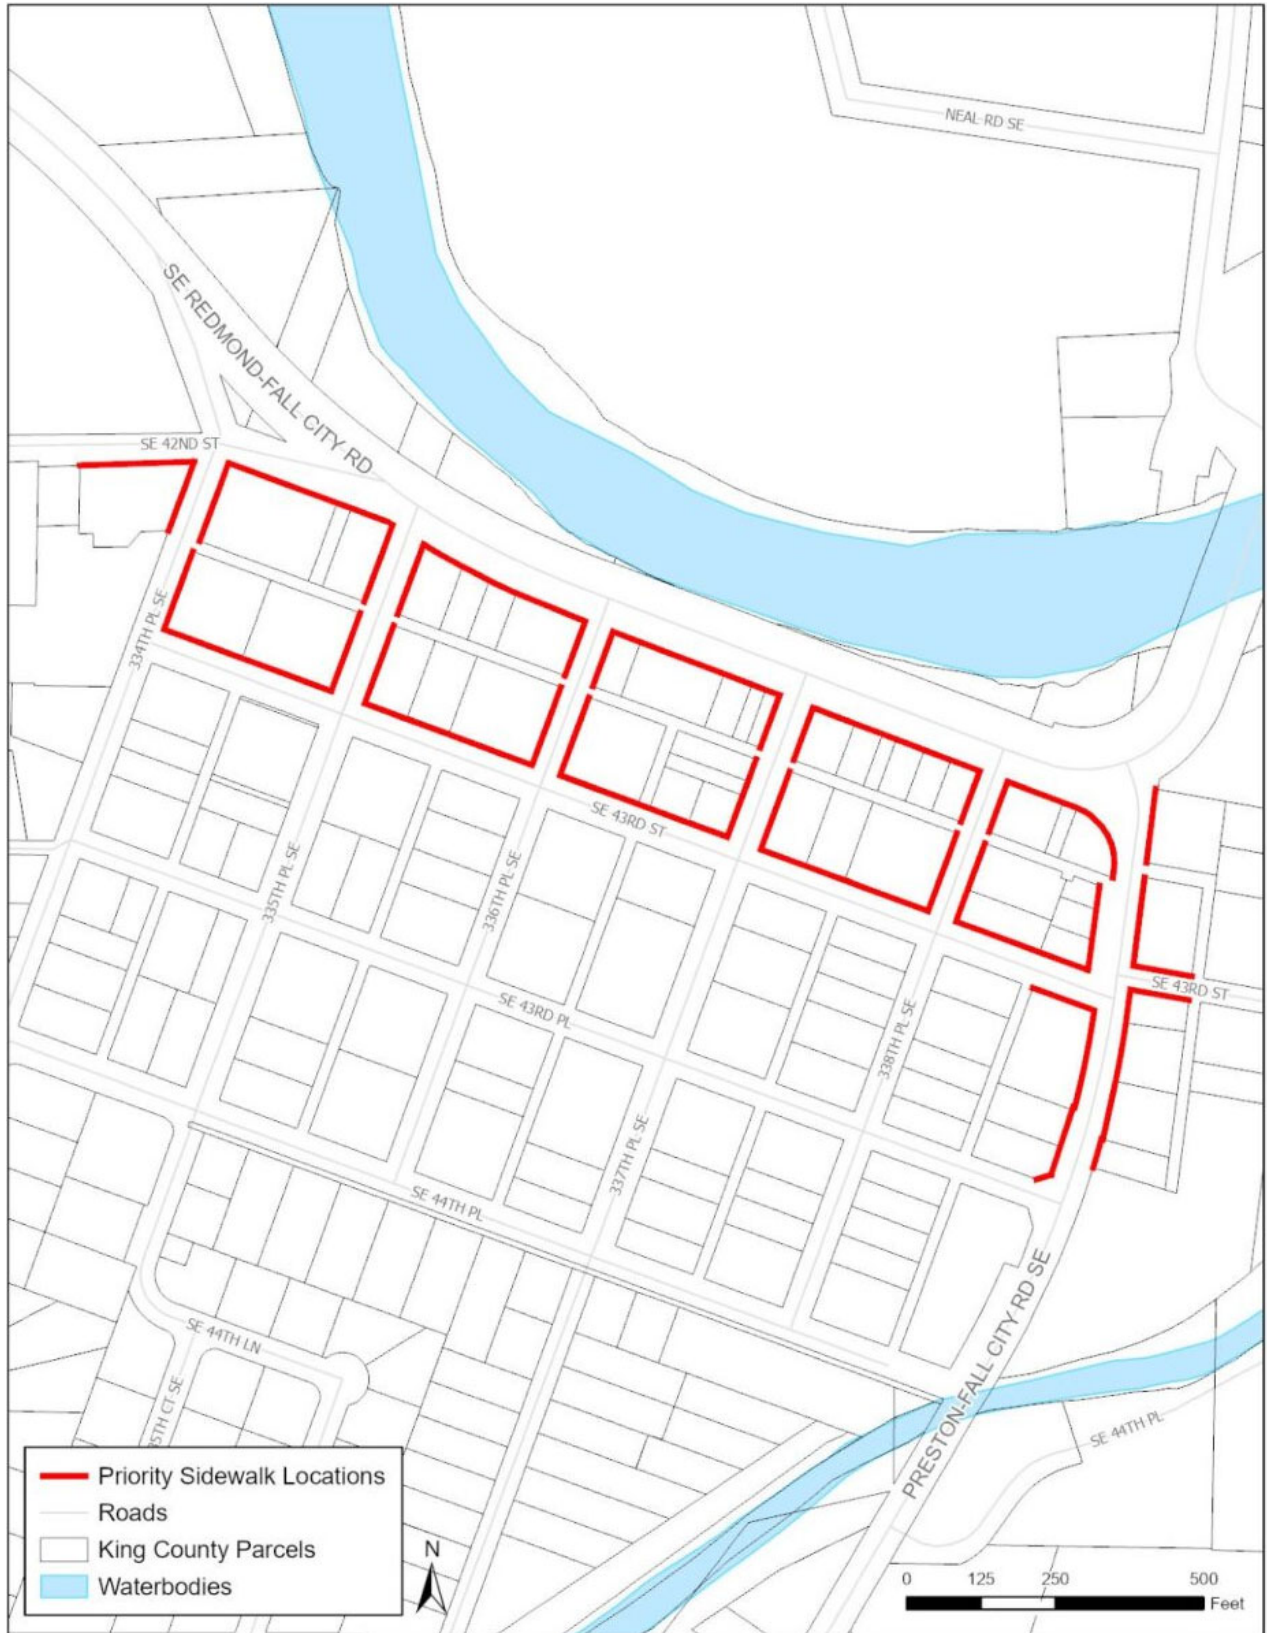 NEAL RD SE
SE REDMOND-FALL CITY RD
SE 42ND ST
334TH PL SE
SE 43RD ST
335TH PL SE
336TH PL SE
SE 43RD ST
SE 43RD PL
338TH PL SE
337TH PL SE
SE 44TH PL
PRESTON-FALL CITY RD SE
SE 44TH LN
35TH CT SE
SE 44TH PL
Priority Sidewalk Locations
Roads
King County Parcels
Waterbodies
N
0 125 250 500
Feet